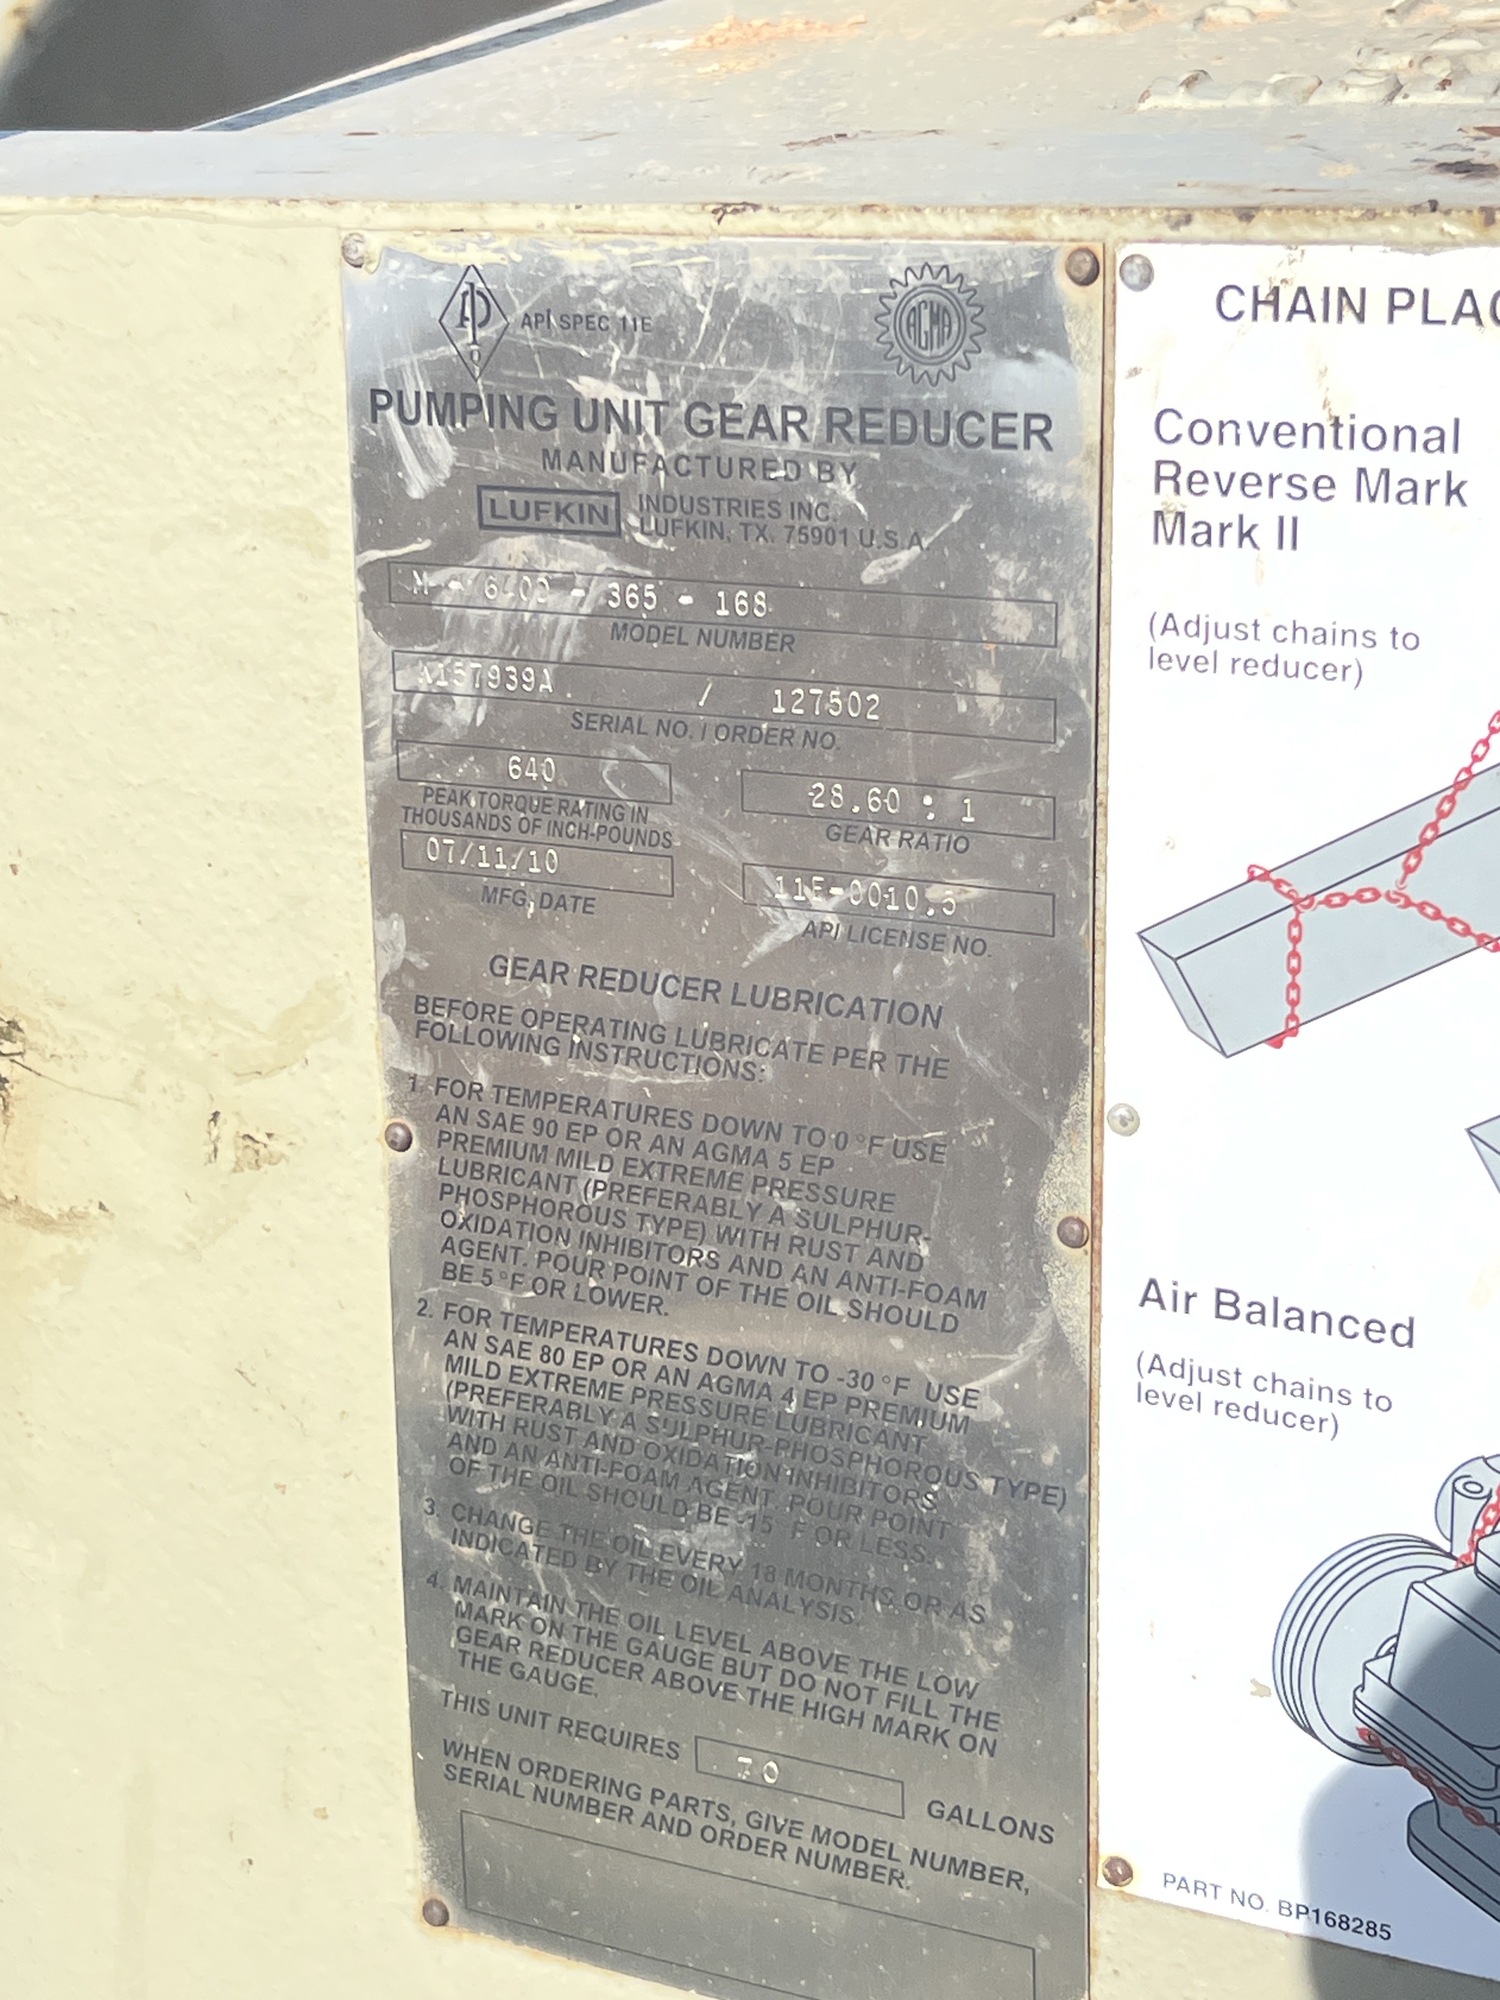 API SPEC 11E
AGMA
PUMPING UNIT GEAR REDUCER
MANUFACTURED BY
LUFKIN INDUSTRIES INC.
LUFKIN, TX. 75901 U.S.A.
- 365 - 168
MODEL NUMBER
A157939A / 127502
SERIAL NO. / ORDER NO.
640
PEAK TORQUE RATING IN
THOUSANDS OF INCH-POUNDS
28.60 : 1
GEAR RATIO
07/11/10
MFG. DATE
API LICENSE NO.
GEAR REDUCER LUBRICATION
BEFORE OPERATING LUBRICATE PER THE
FOLLOWING INSTRUCTIONS:
1. FOR TEMPERATURES DOWN TO 0 °F USE
AN SAE 90 EP OR AN AGMA 5 EP
PREMIUM MILD EXTREME PRESSURE
LUBRICANT (PREFERABLY A SULPHUR-
PHOSPHOROUS TYPE) WITH RUST AND
OXIDATION INHIBITORS AND AN ANTI-FOAM
AGENT. POUR POINT OF THE OIL SHOULD
BE 5 °F OR LOWER.
2. FOR TEMPERATURES DOWN TO -30 °F USE
AN SAE 80 EP OR AN AGMA 4 EP PREMIUM
MILD EXTREME PRESSURE LUBRICANT
(PREFERABLY A SULPHUR-PHOSPHOROUS TYPE)
WITH RUST AND OXIDATION INHIBITORS
AND AN ANTI-FOAM AGENT. POUR POINT
OF THE OIL SHOULD BE -15 °F OR LESS.
3. CHANGE THE OIL EVERY 18 MONTHS OR AS
INDICATED BY THE OIL ANALYSIS.
4. MAINTAIN THE OIL LEVEL ABOVE THE LOW
MARK ON THE GAUGE BUT DO NOT FILL THE
GEAR REDUCER ABOVE THE HIGH MARK ON
THE GAUGE.
THIS UNIT REQUIRES 70 GALLONS
WHEN ORDERING PARTS, GIVE MODEL NUMBER,
SERIAL NUMBER AND ORDER NUMBER.
CHAIN PLAC
Conventional
Reverse Mark
Mark II
(Adjust chains to
level reducer)
Air Balanced
(Adjust chains to
level reducer)
PART NO. BP168285